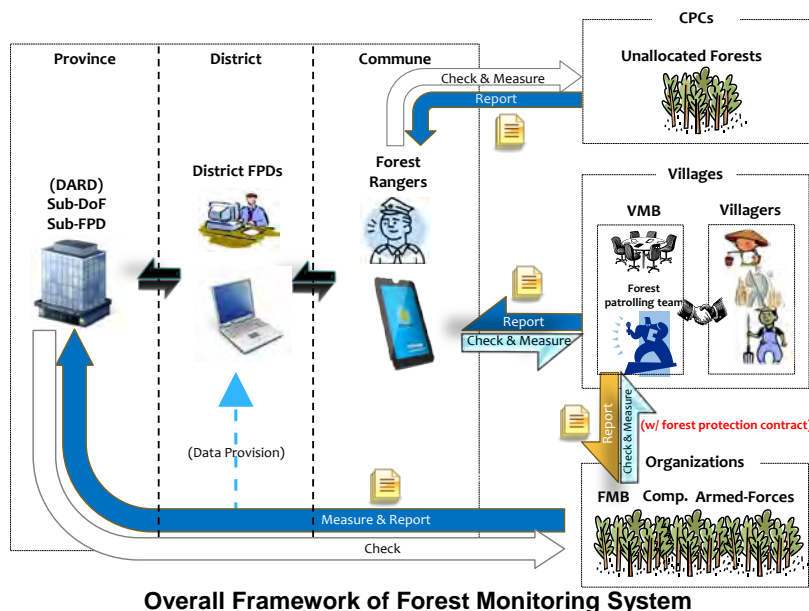 CPCs
Province
District
Commune
Unallocated Forests
Check & Measure
Report
(DARD)
Sub-DoF
Sub-FPD
District FPDs
Forest
Rangers
Villages
VMB
Villagers
Forest
patrolling team
Report
Check & Measure
Report
Check & Measure
(w/ forest protection contract)
(Data Provision)
Organizations
FMB Comp. Armed-Forces
Measure & Report
Check
Overall Framework of Forest Monitoring System